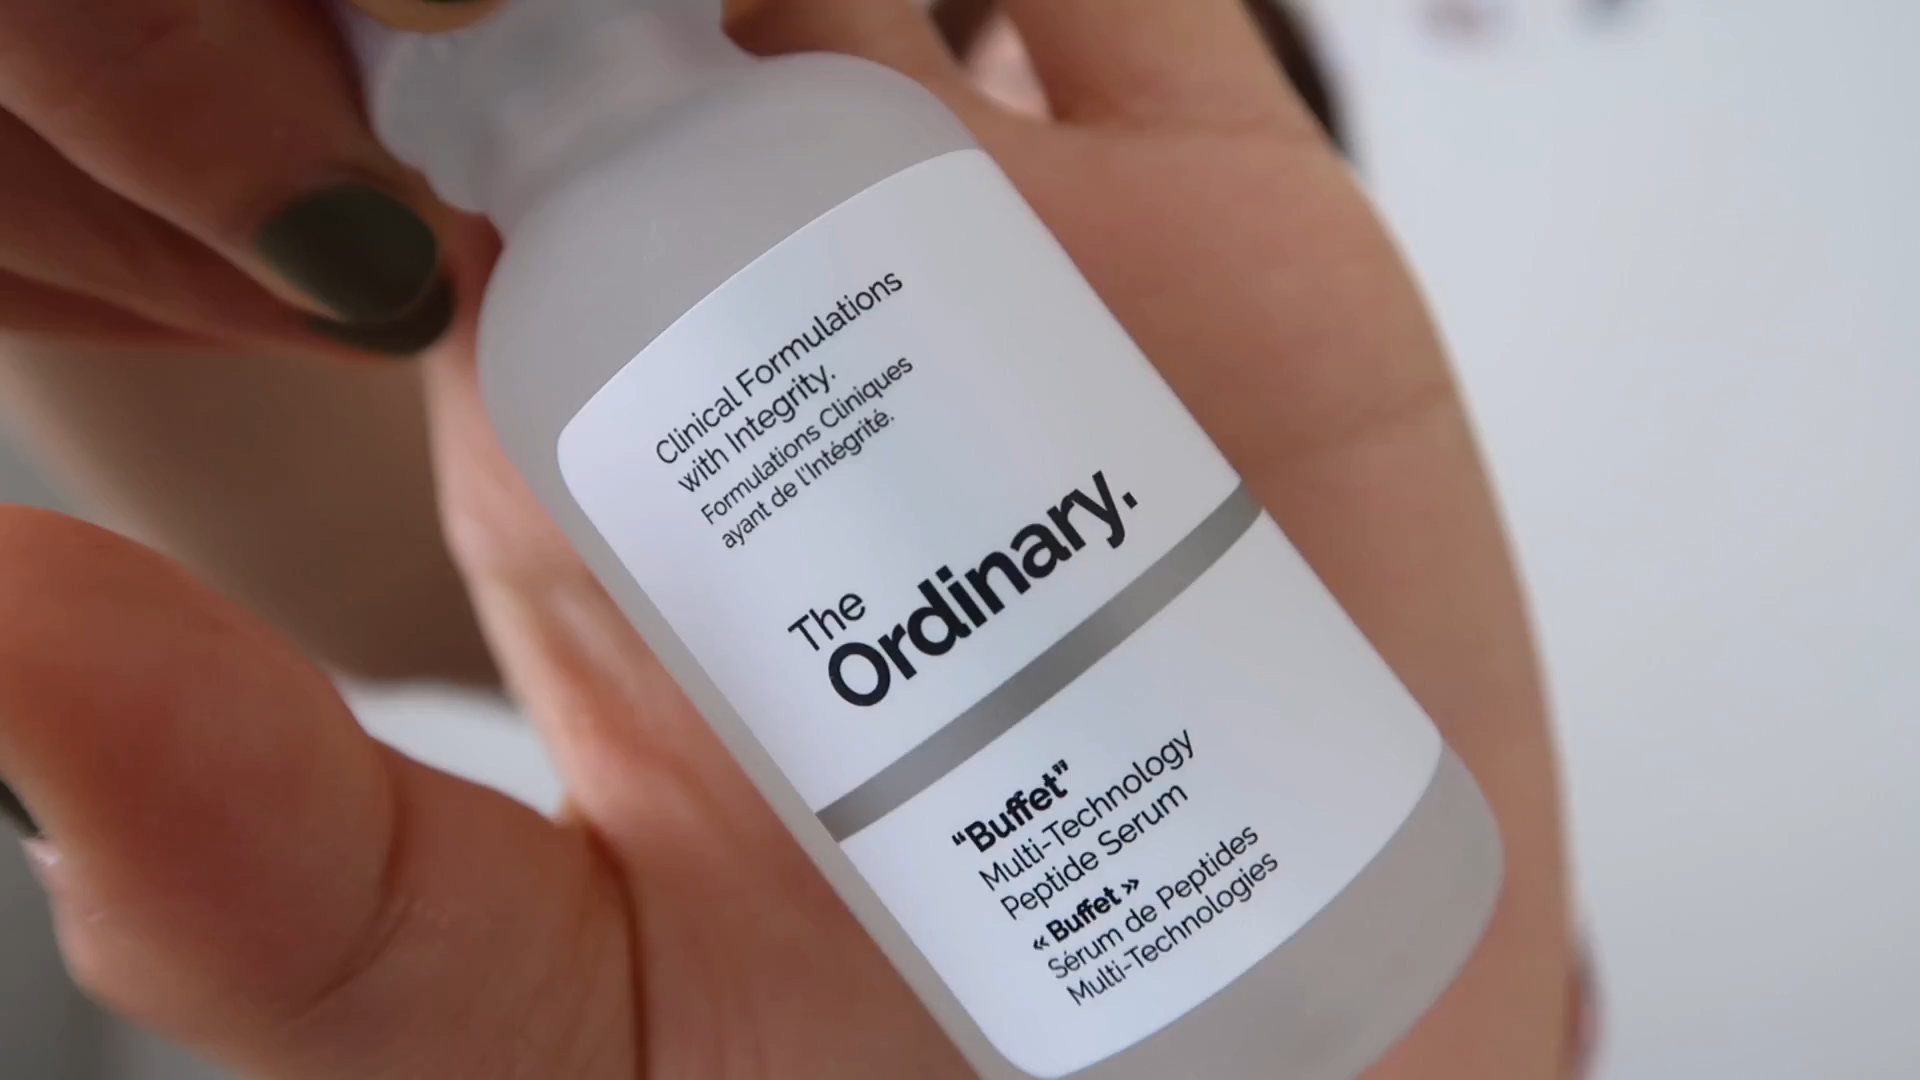 Clinical Formulations
with Integrity.
Formulations Cliniques
ayant de l'Intégrité.
The
Ordinary.
“Buffet”
Multi-Technology
Peptide Serum
« Buffet »
Sérum de Peptides
Multi-Technologies